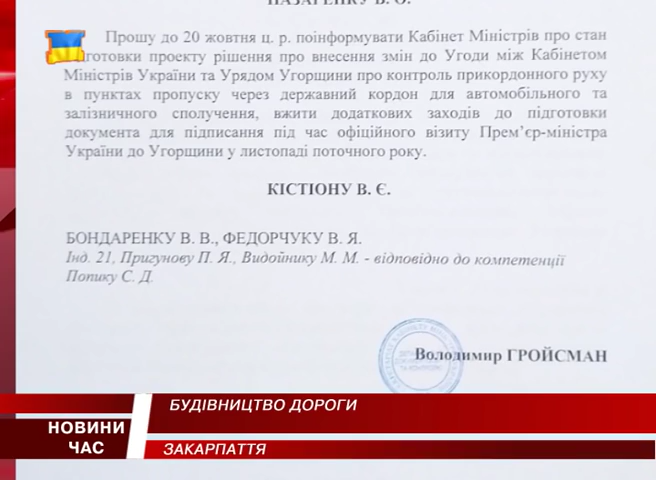 НАЗАРЕНКУ В. О.
Прошу до 20 жовтня ц. р. поінформувати Кабінет Міністрів про стан
підготовки проекту рішення про внесення змін до Угоди між Кабінетом
Міністрів України та Урядом Угорщини про контроль прикордонного руху
в пунктах пропуску через державний кордон для автомобільного та
залізничного сполучення, вжити додаткових заходів до підготовки
документа для підписання під час офіційного візиту Прем’єр-міністра
України до Угорщини у листопаді поточного року.
КІСТІОНУ В. Є.
БОНДАРЕНКУ В. В., ФЕДОРЧУКУ В. Я.
Інд. 21, Пригунову П. Я., Видойнику М. М. - відповідно до компетенції
Попику С. Д.
Володимир ГРОЙСМАН
БУДІВНИЦТВО ДОРОГИ
НОВИНИ
ЧАС
ЗАКАРПАТТЯ